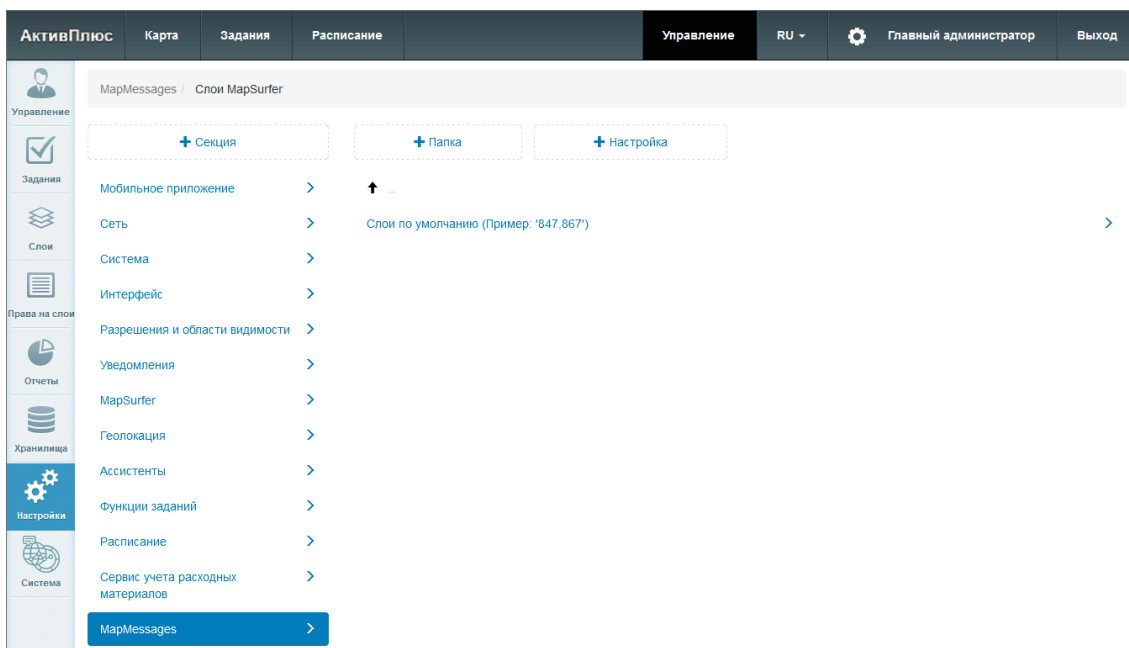 АктивПлюс Карта Задания Расписание Управление RU Главный администратор Выход
MapMessages / Слои MapSurfer
Управление
Задания
Слои
Права на слои
Отчеты
Хранилища
Настройки
Система
+ Секция
Мобильное приложение
Сеть
Система
Интерфейс
Разрешения и области видимости
Уведомления
MapSurfer
Геолокация
Ассистенты
Функции заданий
Расписание
Сервис учета расходных
материалов
MapMessages
+ Папка + Настройка
..
Слои по умолчанию (Пример: '847,867')